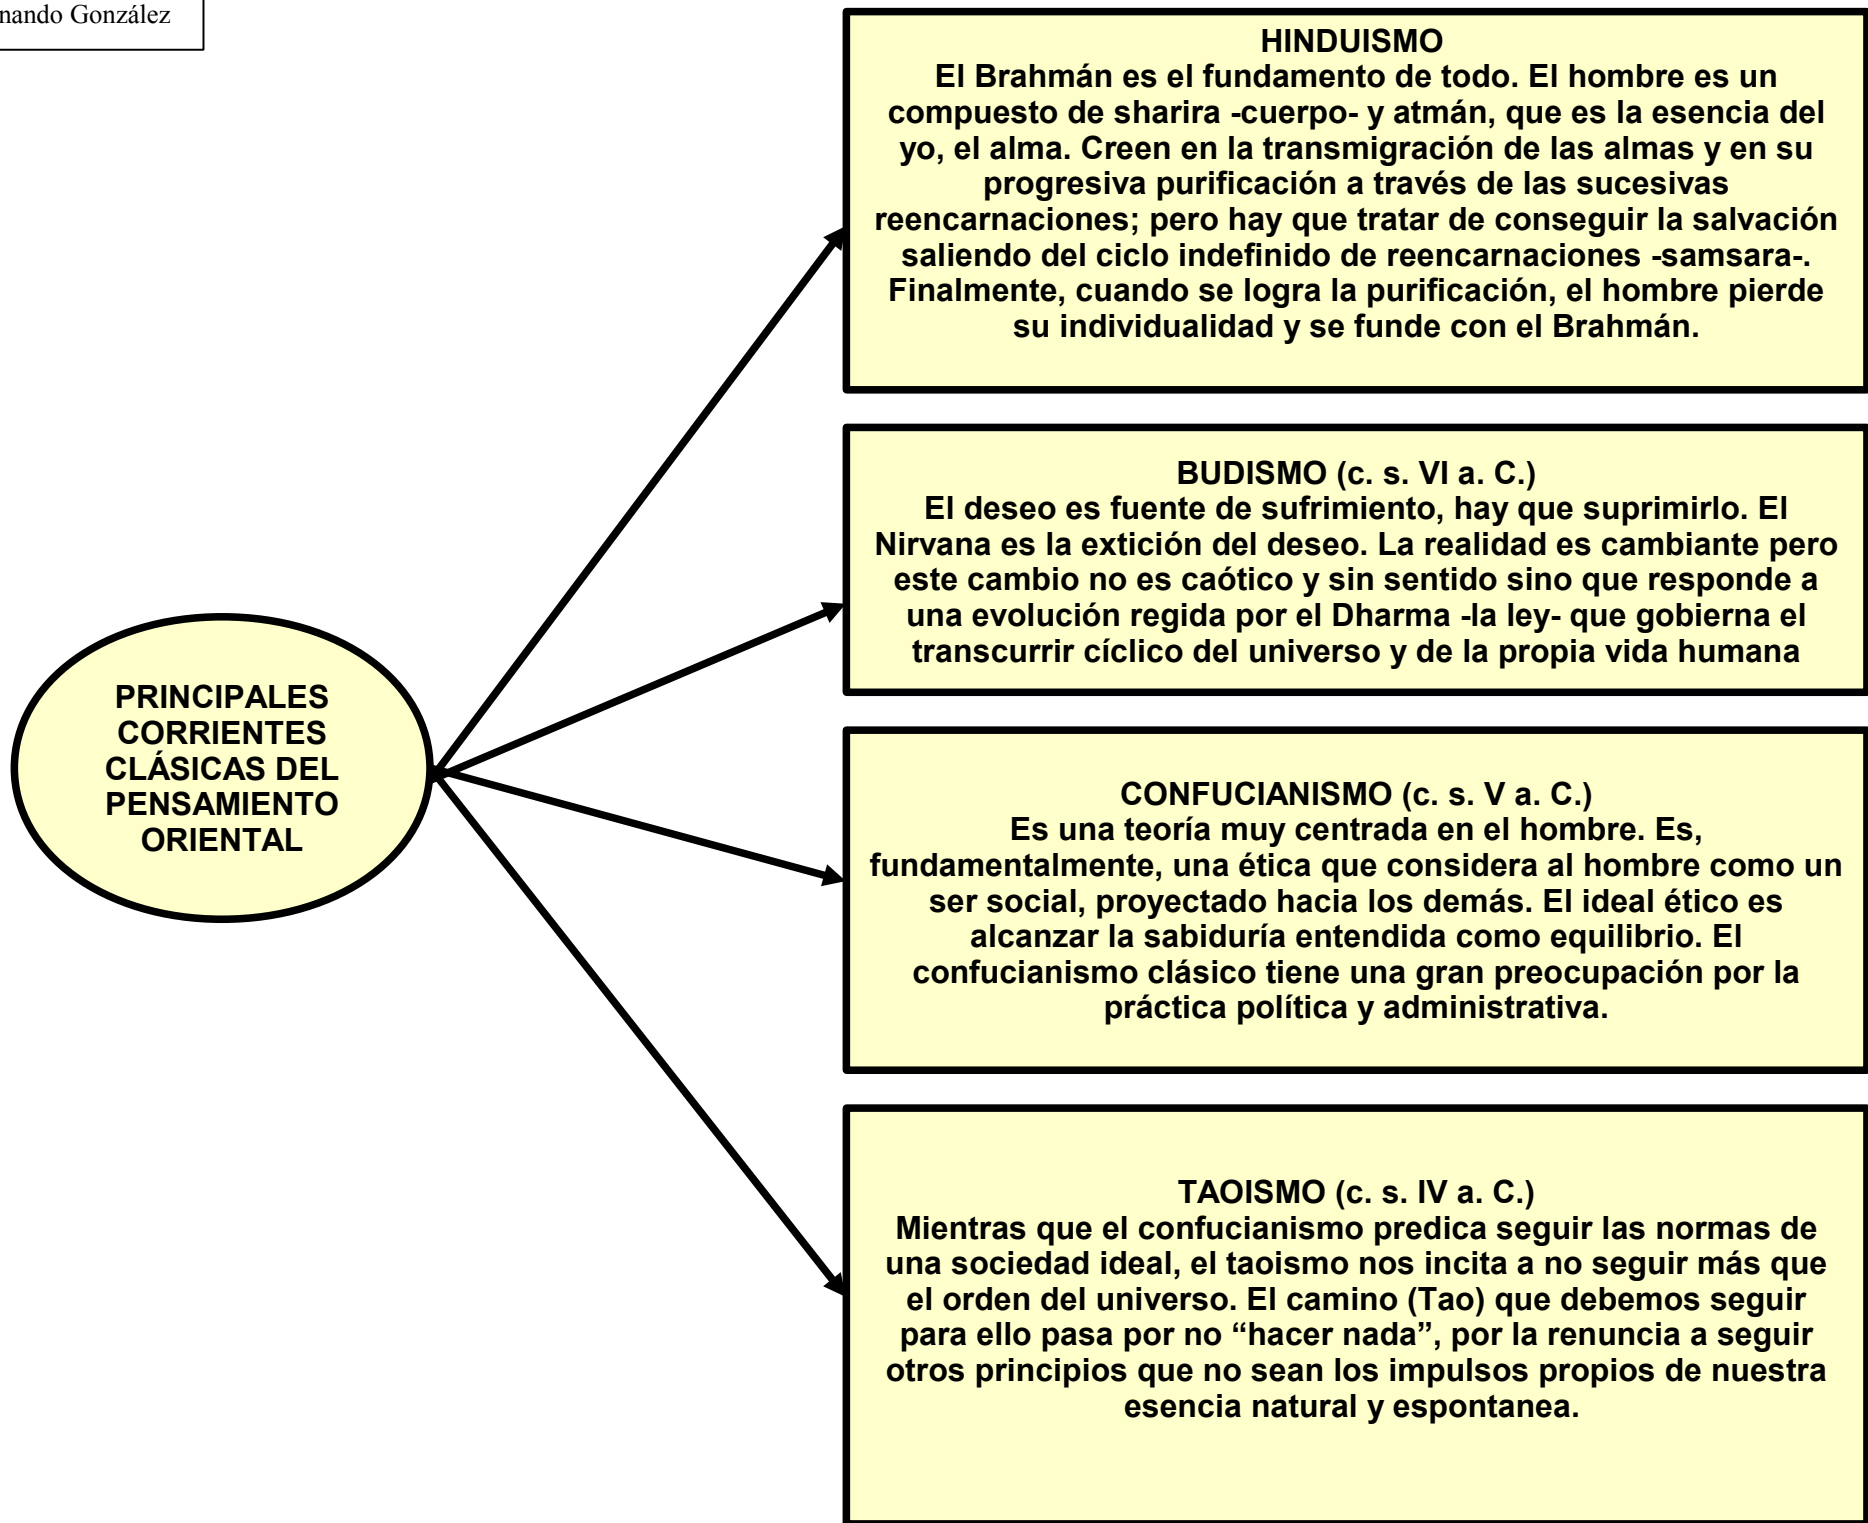 González
HINDUISMO
El Brahmán es el fundamento de todo. El hombre es un
compuesto de sharira -cuerpo- y atmán, que es la esencia del
yo, el alma. Creen en la transmigración de las almas y en su
progresiva purificación a través de las sucesivas
reencarnaciones; pero hay que tratar de conseguir la salvación
saliendo del ciclo indefinido de reencarnaciones -samsara-.
Finalmente, cuando se logra la purificación, el hombre pierde
su individualidad y se funde con el Brahmán.
BUDISMO (c. s. VI a. C.)
El deseo es fuente de sufrimiento, hay que suprimirlo. El
Nirvana es la extición del deseo. La realidad es cambiante pero
este cambio no es caótico y sin sentido sino que responde a
una evolución regida por el Dharma -la ley- que gobierna el
transcurrir cíclico del universo y de la propia vida humana
PRINCIPALES
CORRIENTES
CLÁSICAS DEL
PENSAMIENTO
ORIENTAL
CONFUCIANISMO (c. s. V a. C.)
Es una teoría muy centrada en el hombre. Es,
fundamentalmente, una ética que considera al hombre como un
ser social, proyectado hacia los demás. El ideal ético es
alcanzar la sabiduría entendida como equilibrio. El
confucianismo clásico tiene una gran preocupación por la
práctica política y administrativa.
TAOISMO (c. s. IV a. C.)
Mientras que el confucianismo predica seguir las normas de
una sociedad ideal, el taoismo nos incita a no seguir más que
el orden del universo. El camino (Tao) que debemos seguir
para ello pasa por no “hacer nada”, por la renuncia a seguir
otros principios que no sean los impulsos propios de nuestra
esencia natural y espontanea.